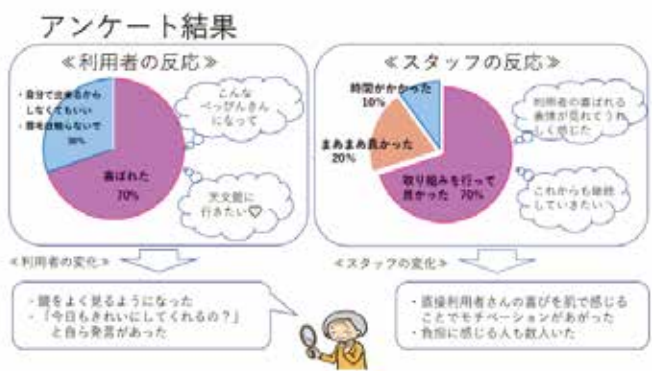 アンケート結果
≪利用者の反応≫
・自分で出来るから
しなくてもいい
・眉毛は触らないで
30%
喜ばれた
70%
こんな
べっぴんさん
になって
天文館に
行きたい♡
≪スタッフの反応≫
時間がかかった
10%
まあまあ良かった
20%
取り組みを行って
良かった 70%
利用者の喜ばれる
表情が見れてうれ
しく感じた
これからも継続
していきたい
≪利用者の変化≫
・鏡をよく見るようになった
・「今日もきれいにしてくれるの？」
と自ら発言があった
≪スタッフの変化≫
・直接利用者さんの喜びを肌で感じる
ことでモチベーションがあがった
・負担に感じる人も数人いた